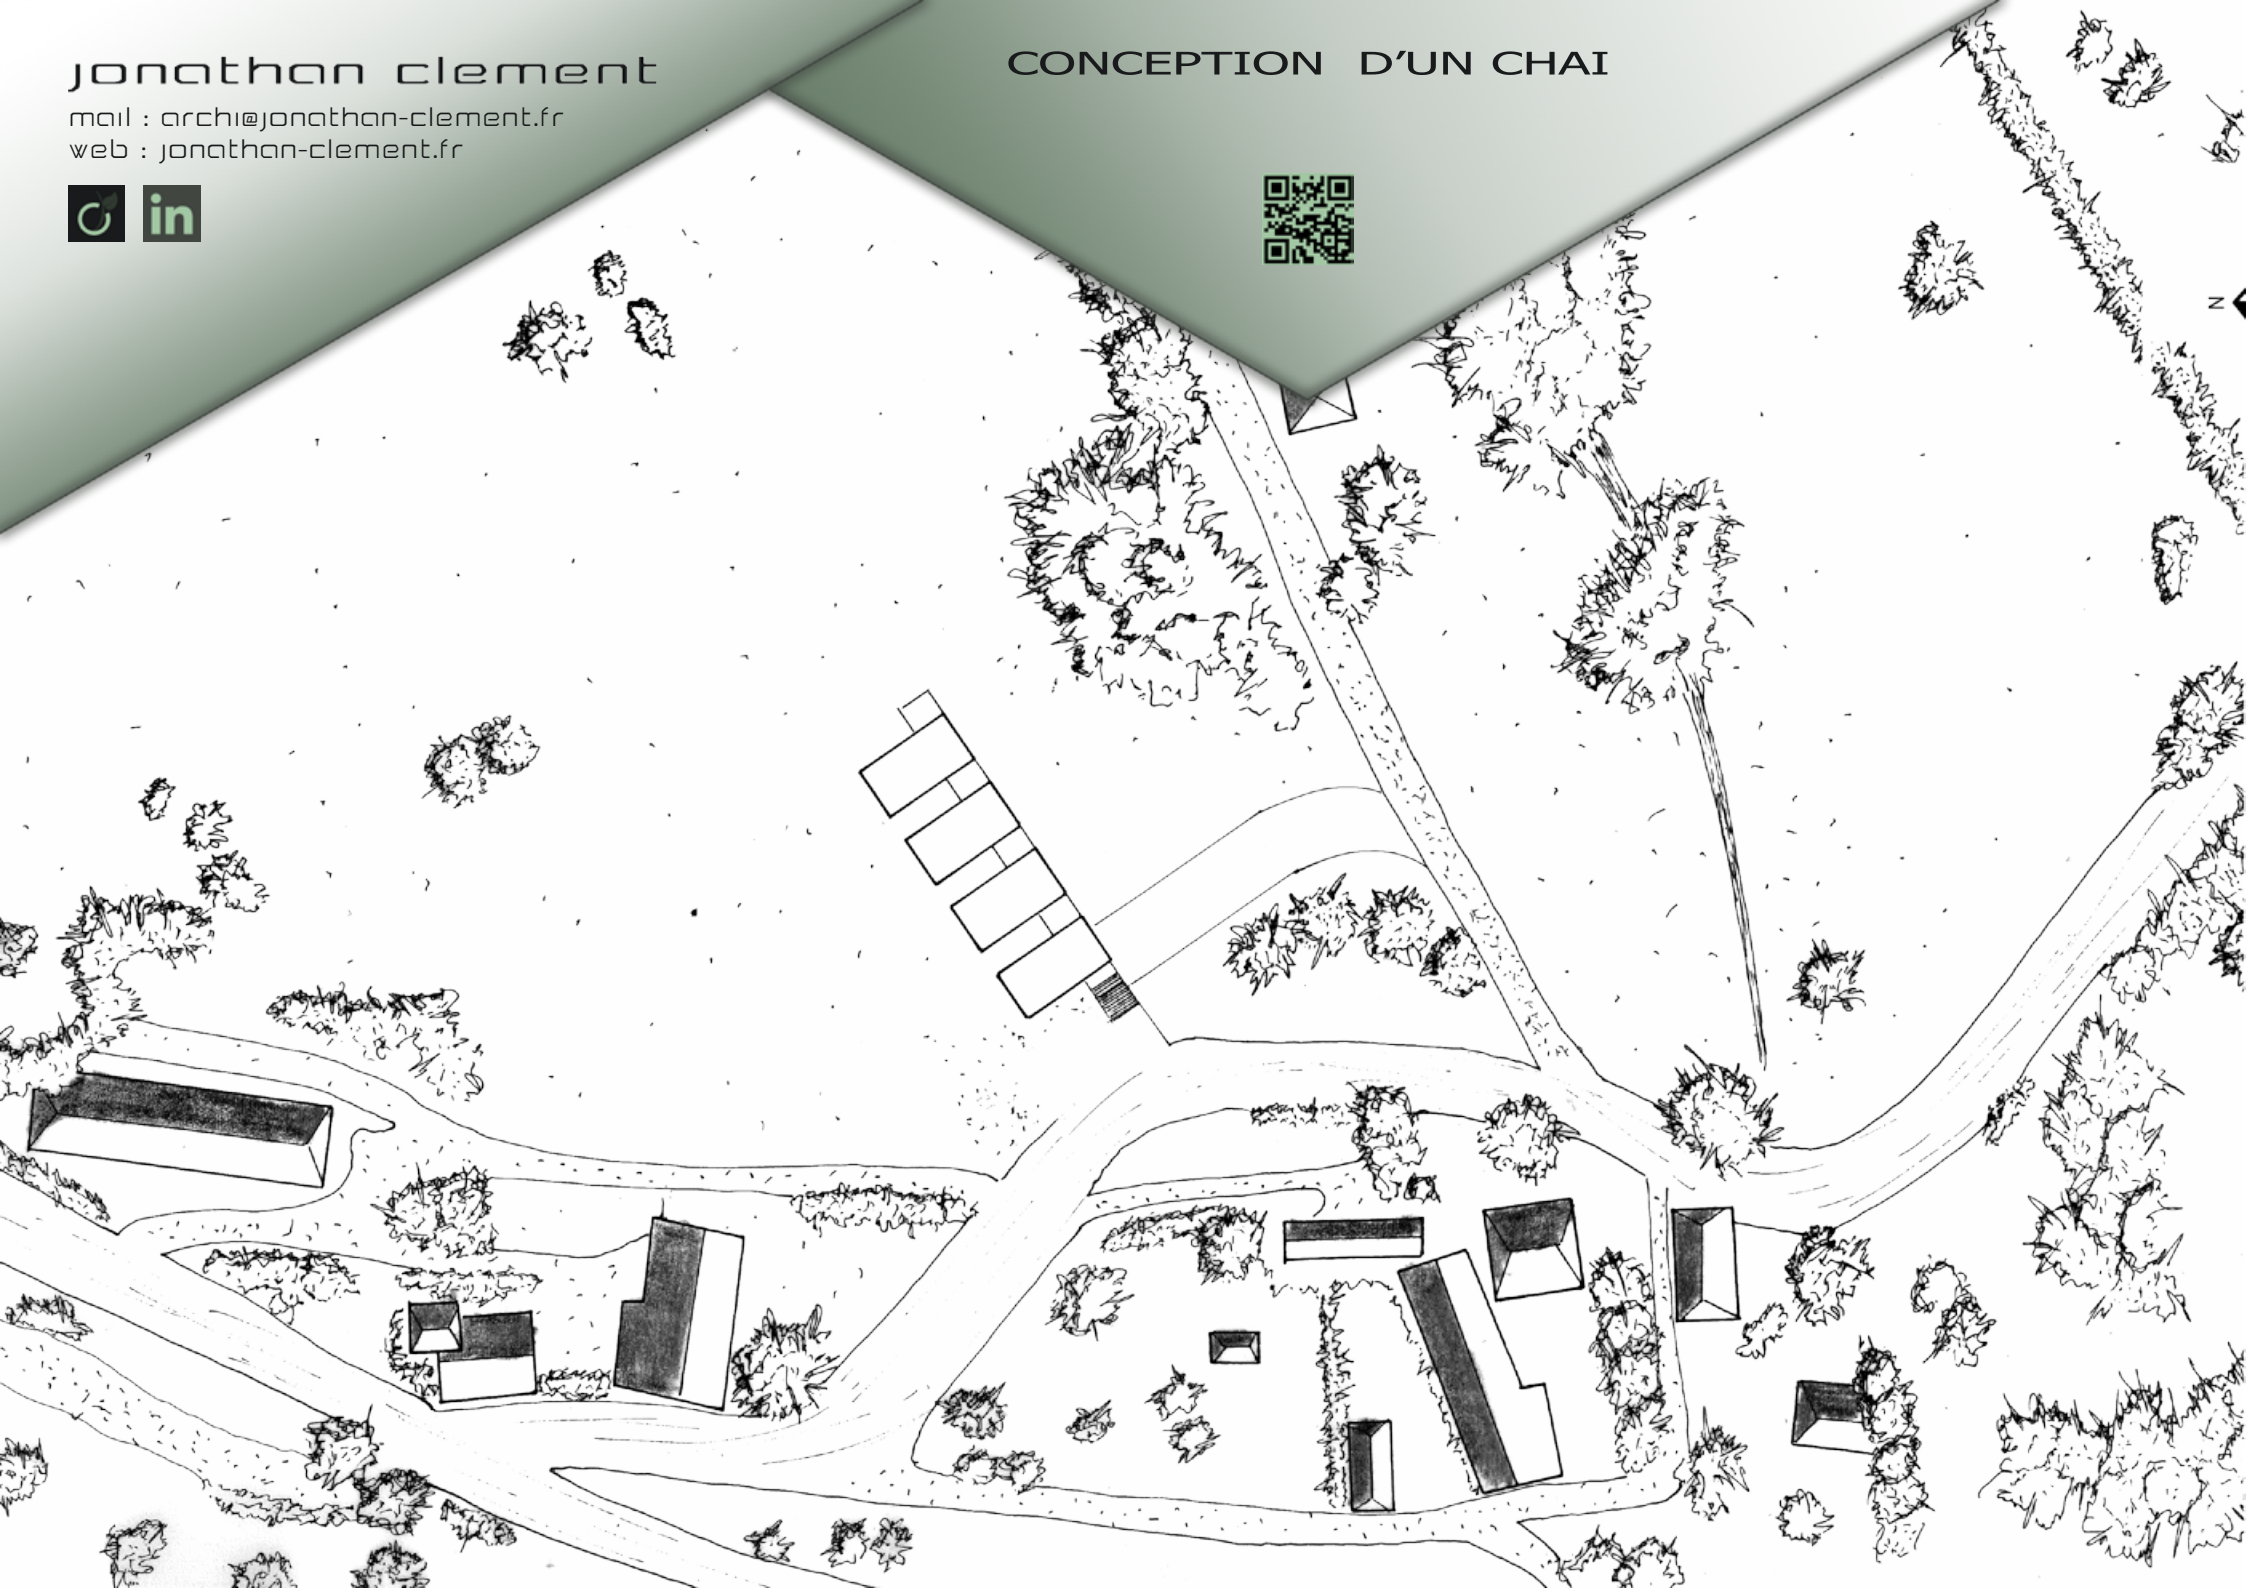 jonathan clement
mail : archi@jonathan-clement.fr
web : jonathan-clement.fr
in
CONCEPTION D'UN CHAI
N